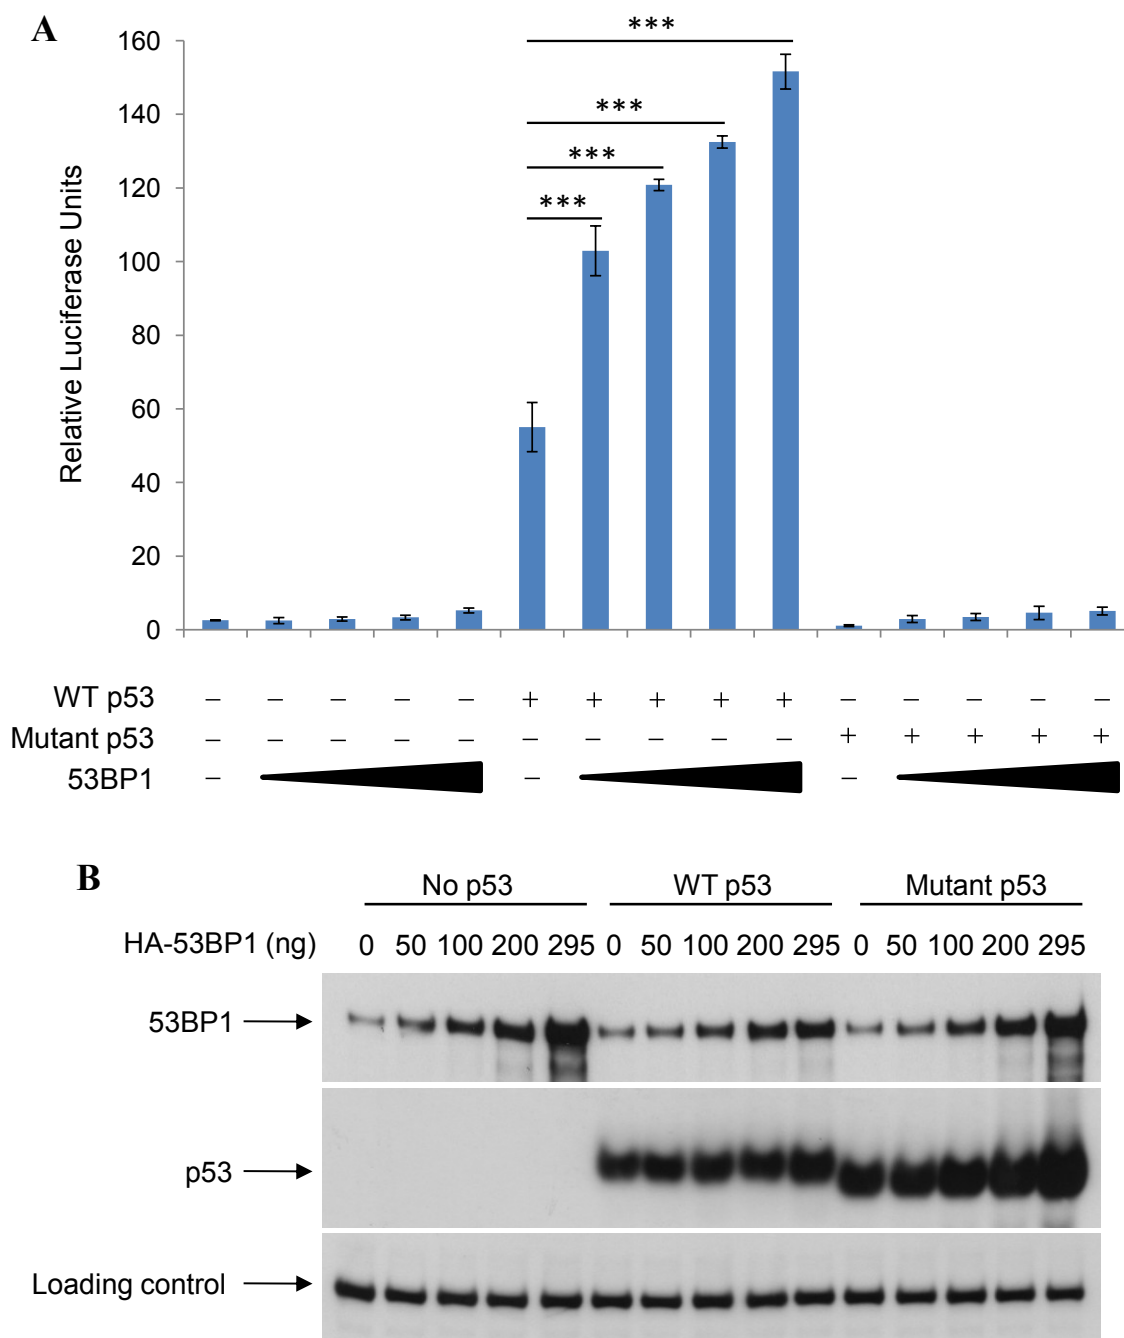 A
160
140
120
100
80
60
40
20
0
Relative Luciferase Units
***
***
***
***
WT p53 – – – – – + + + + + – – – – –
Mutant p53 – – – – – – – – – – + + + + +
53BP1 – – –
B
No p53 WT p53 Mutant p53
HA-53BP1 (ng) 0 50 100 200 295 0 50 100 200 295 0 50 100 200 295
53BP1
p53
Loading control